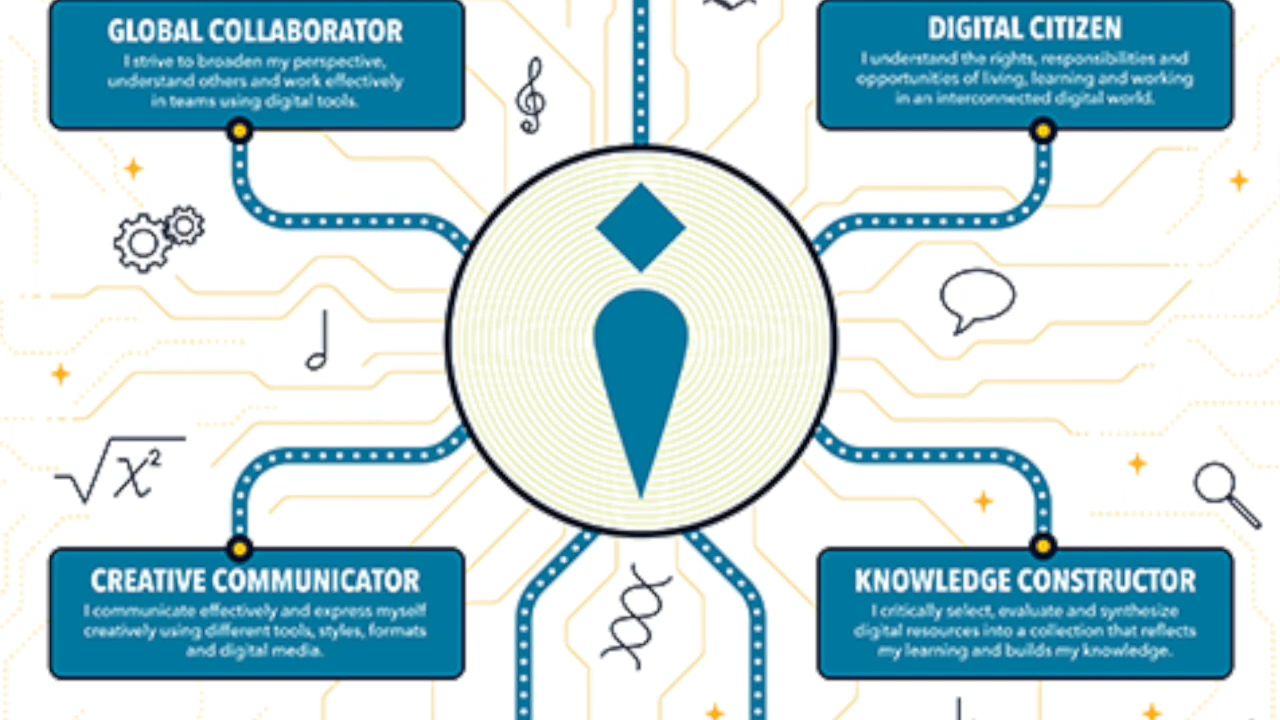 GLOBAL COLLABORATOR
I strive to broaden my perspective,
understand others and work effectively
in teams using digital tools.
DIGITAL CITIZEN
I understand the rights, responsibilities and
opportunities of living, learning and working
in an interconnected digital world.
√x²
CREATIVE COMMUNICATOR
I communicate effectively and express myself
creatively using different tools, styles, formats
and digital media.
KNOWLEDGE CONSTRUCTOR
I critically select, evaluate and synthesize
digital resources into a collection that reflects
my learning and builds my knowledge.